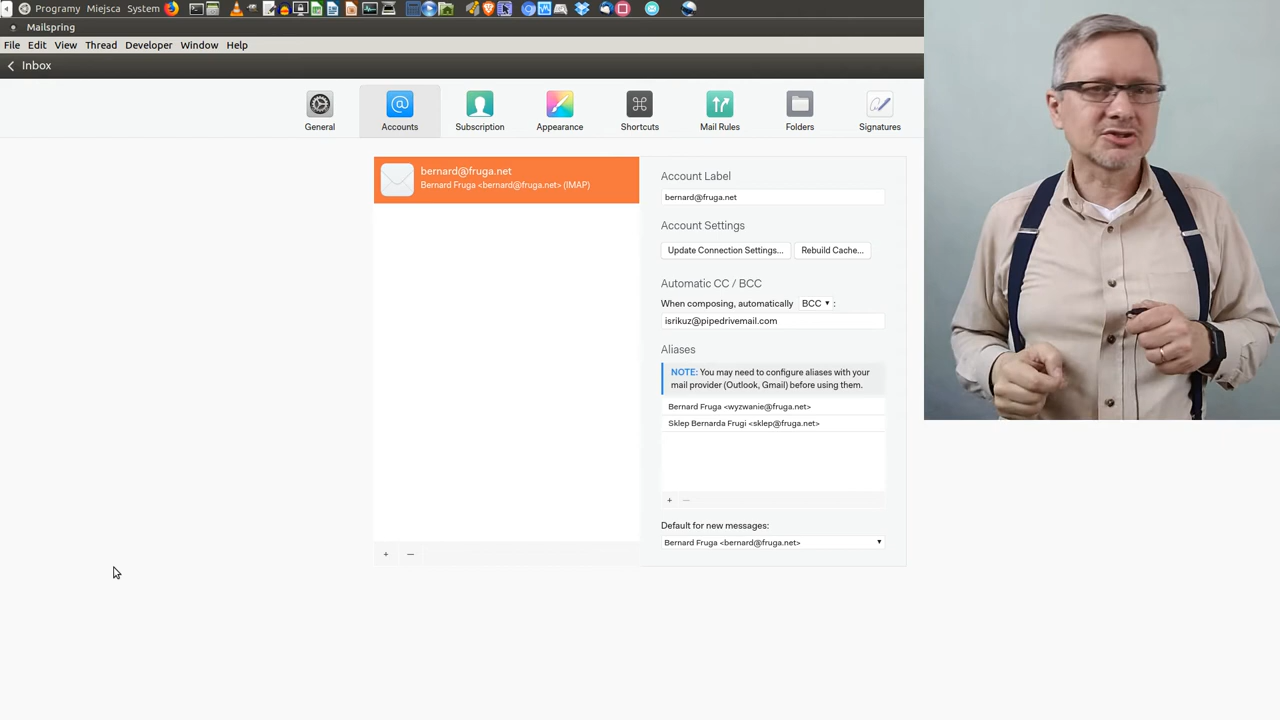 Programy Miejsca System
Mailspring
File Edit View Thread Developer Window Help
Inbox
General Accounts Subscription Appearance Shortcuts Mail Rules Folders Signatures
bernard@fruga.net
Bernard Fruga <bernard@fruga.net> (IMAP)
Account Label
bernard@fruga.net
Account Settings
Update Connection Settings... Rebuild Cache...
Automatic CC / BCC
When composing, automatically BCC ▾ :
isrikuz@pipedrivemail.com
Aliases
NOTE: You may need to configure aliases with your
mail provider (Outlook, Gmail) before using them.
Bernard Fruga <wyzwanie@fruga.net>
Sklep Bernarda Frugi <sklep@fruga.net>
+ —
Default for new messages:
Bernard Fruga <bernard@fruga.net>
+ —